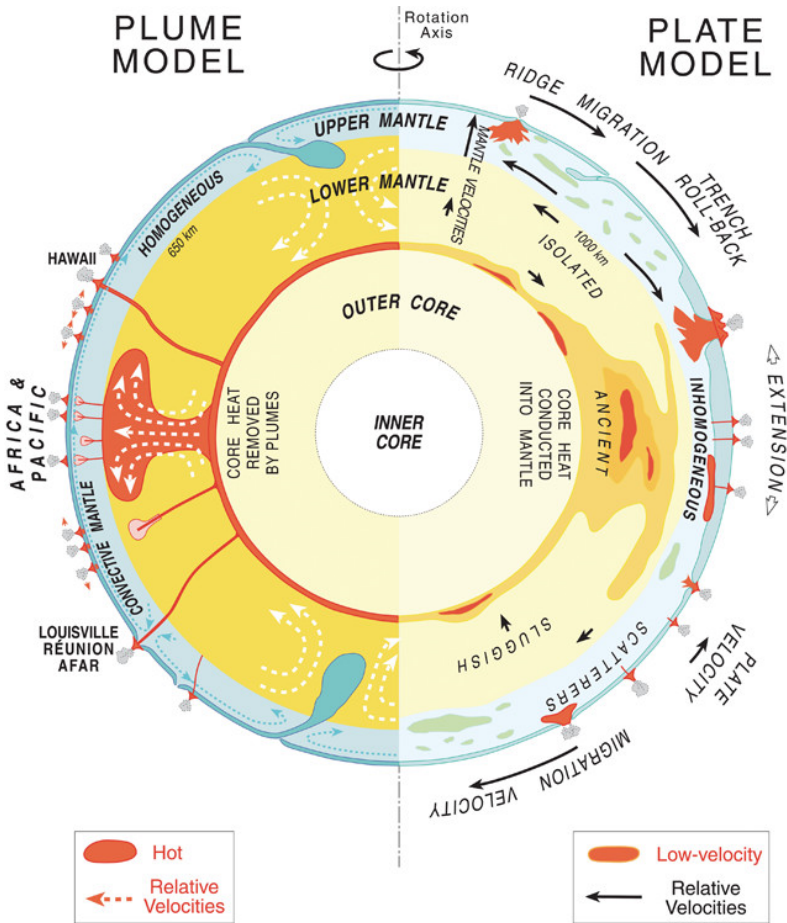 PLUME
MODEL
Rotation
Axis
PLATE
MODEL
RIDGE MIGRATION
TRENCH
ROLL-BACK
UPPER MANTLE
LOWER MANTLE
MANTLE VELOCITIES
HOMOGENEOUS
650 km
1000 km
ISOLATED
HAWAII
OUTER CORE
AFRICA &
PACIFIC
CORE HEAT
REMOVED
BY PLUMES
INNER
CORE
CORE HEAT
CONDUCTED
INTO MANTLE
ANCIENT
INHOMOGENEOUS
EXTENSION
CONVECTIVE MANTLE
LOUISVILLE
RÉUNION
AFAR
SLUGGISH
SCATTERERS
PLATE
VELOCITY
MIGRATION VELOCITY
Hot
Relative
Velocities
Low-velocity
Relative
Velocities